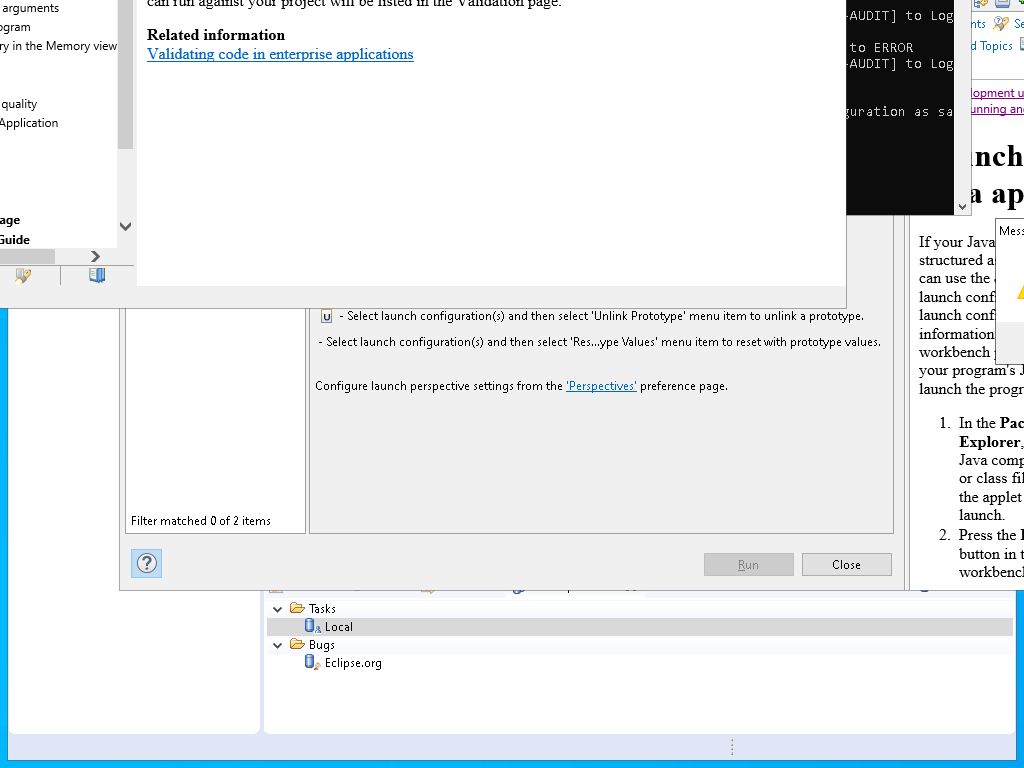 arguments
ogram
ry in the Memory view
quality
Application
age
Guide
can run against your project will be listed in the Validation page.
Related information
Validating code in enterprise applications
-AUDIT] to Log
to ERROR
-AUDIT] to Log
guration as sa
nts Se
d Topics
lopment u
unning and
unch
a ap
Mess
If your Java
structured as
can use the
launch conf
launch conf
information
workbench
your program's J
launch the progr
1. In the Pac
Explorer,
Java comp
or class fil
the applet
launch.
2. Press the
button in t
workbench
U - Select launch configuration(s) and then select 'Unlink Prototype' menu item to unlink a prototype.
- Select launch configuration(s) and then select 'Res...ype Values' menu item to reset with prototype values.
Configure launch perspective settings from the 'Perspectives' preference page.
Filter matched 0 of 2 items
?
Run
Close
Tasks
Local
Bugs
Eclipse.org